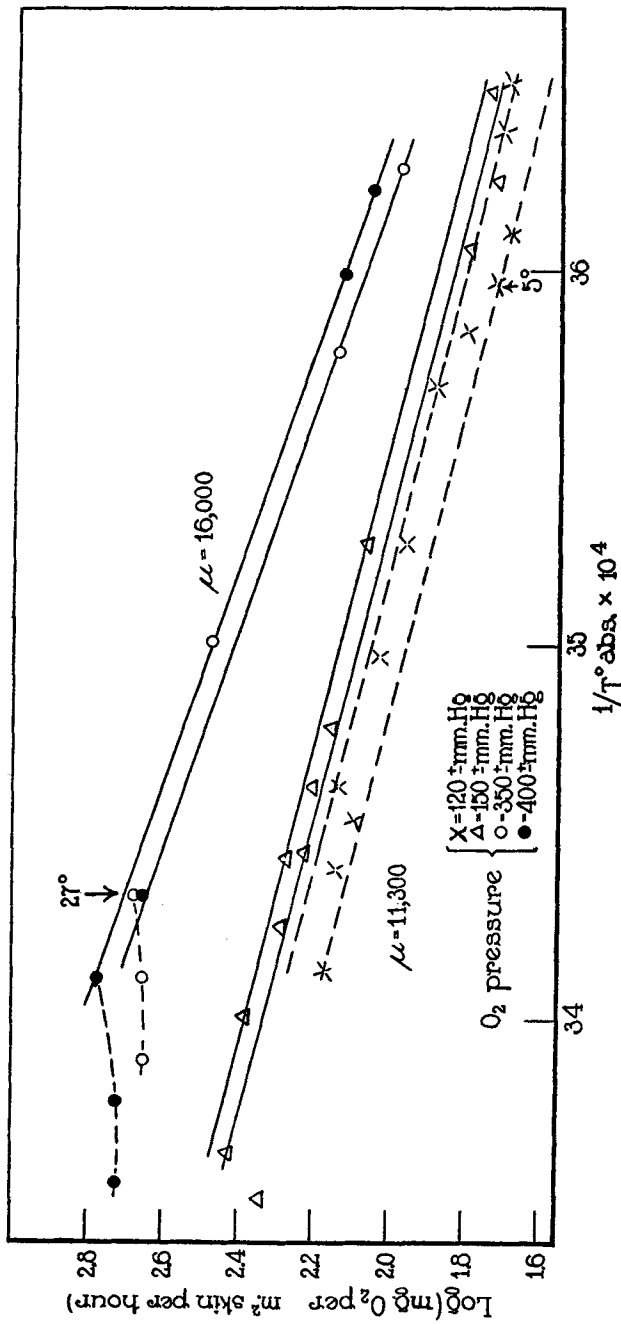 Log(mg. O₂ per m² skin per hour)
2.8
2.6
2.4
2.2
2.0
1.8
1.6
27°
μ=16,000
μ=11,300
5°
O₂ pressure
X=120±mm.Hg
△=150±mm.Hg
○=350±mm.Hg
●=400±mm.Hg
34
35
36
1/T° abs. × 10⁴